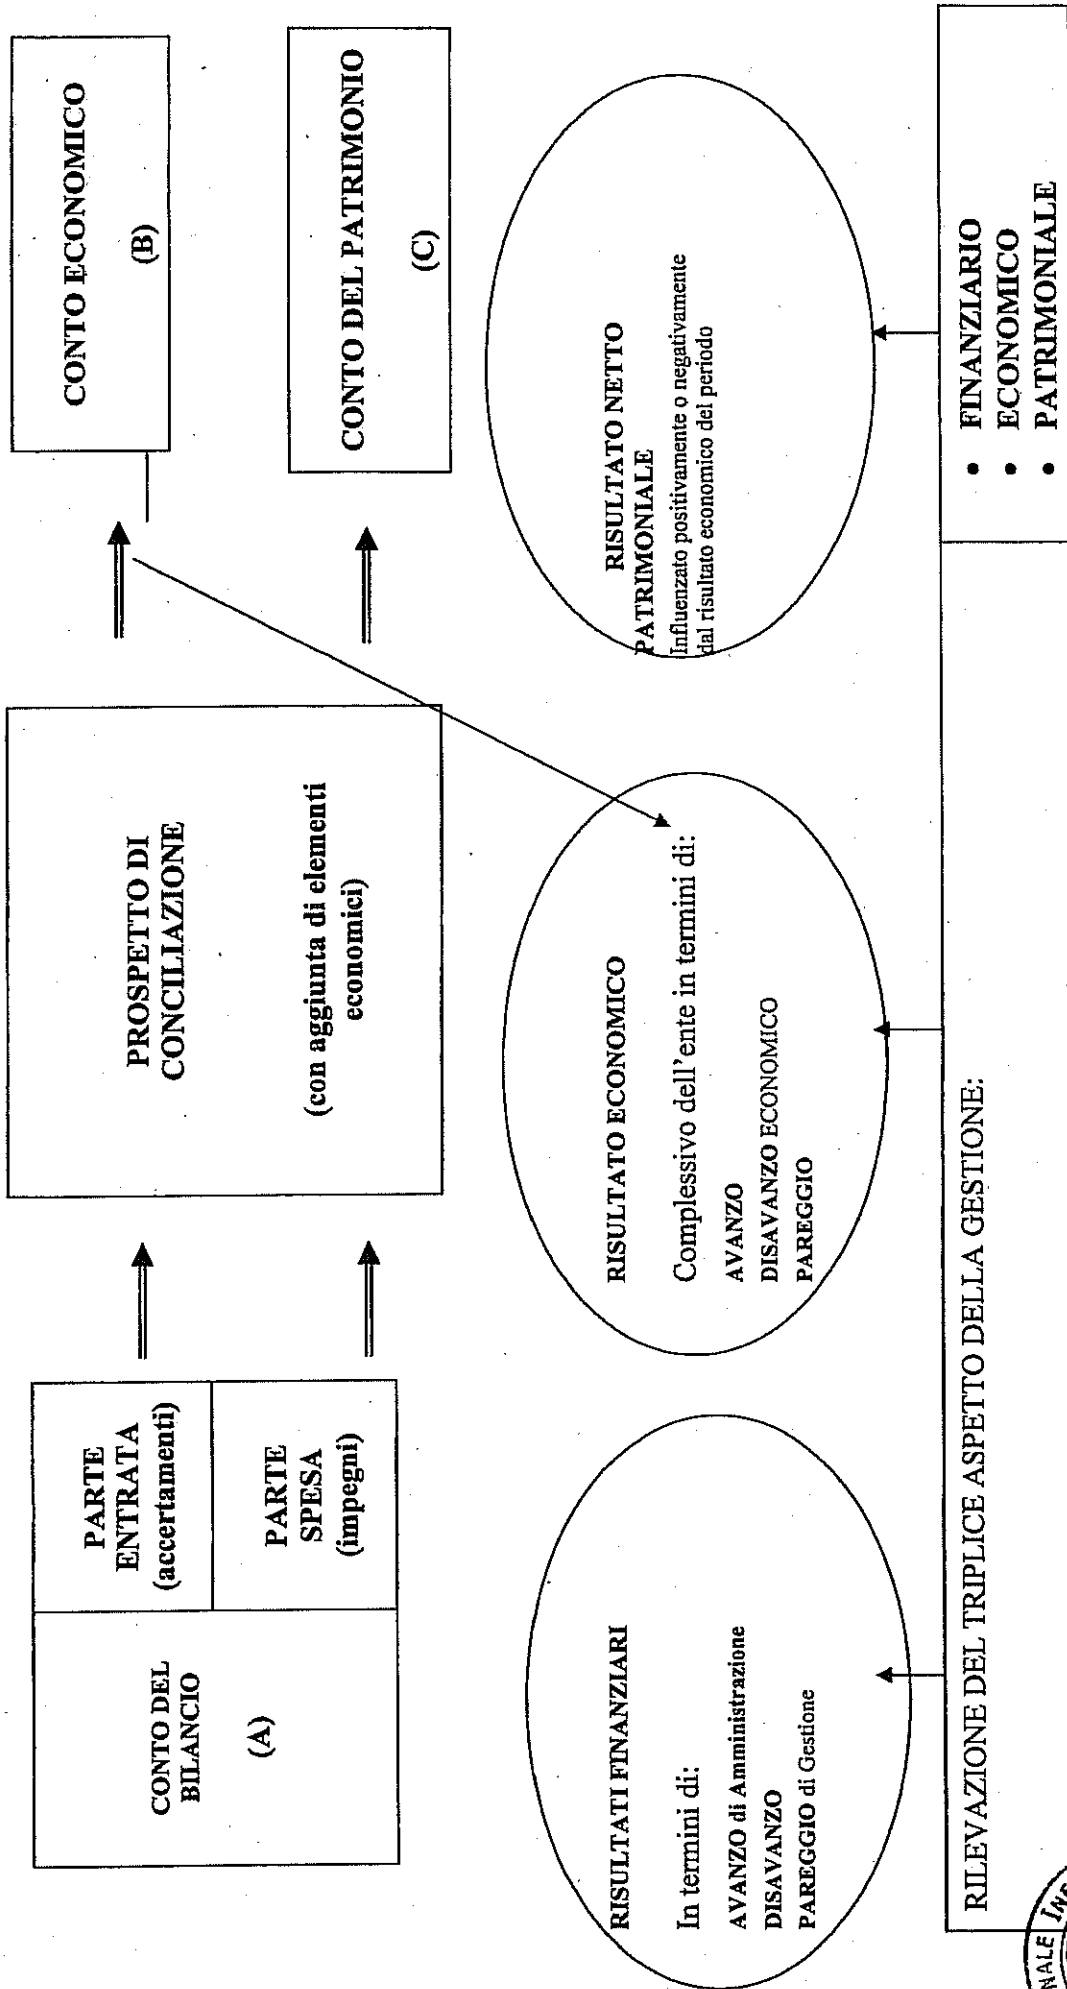 CONTO DEL
BILANCIO
(A)
PARTE
ENTRATA
(accertamenti)
PARTE
SPESA
(impegni)
PROSPETTO DI
CONCILIAZIONE
(con aggiunta di elementi
economici)
CONTO ECONOMICO
(B)
CONTO DEL PATRIMONIO
(C)
RISULTATI FINANZIARI
In termini di:
AVANZO di Amministrazione
DISAVANZO
PAREGGIO di Gestione
RISULTATO ECONOMICO
Complessivo dell'ente in termini di:
AVANZO
DISAVANZO ECONOMICO
PAREGGIO
RISULTATO NETTO
PATRIMONIALE
Influenzato positivamente o negativamente
dal risultato economico del periodo
RILEVAZIONE DEL TRIPLICE ASPETTO DELLA GESTIONE:
• FINANZIARIO
• ECONOMICO
• PATRIMONIALE